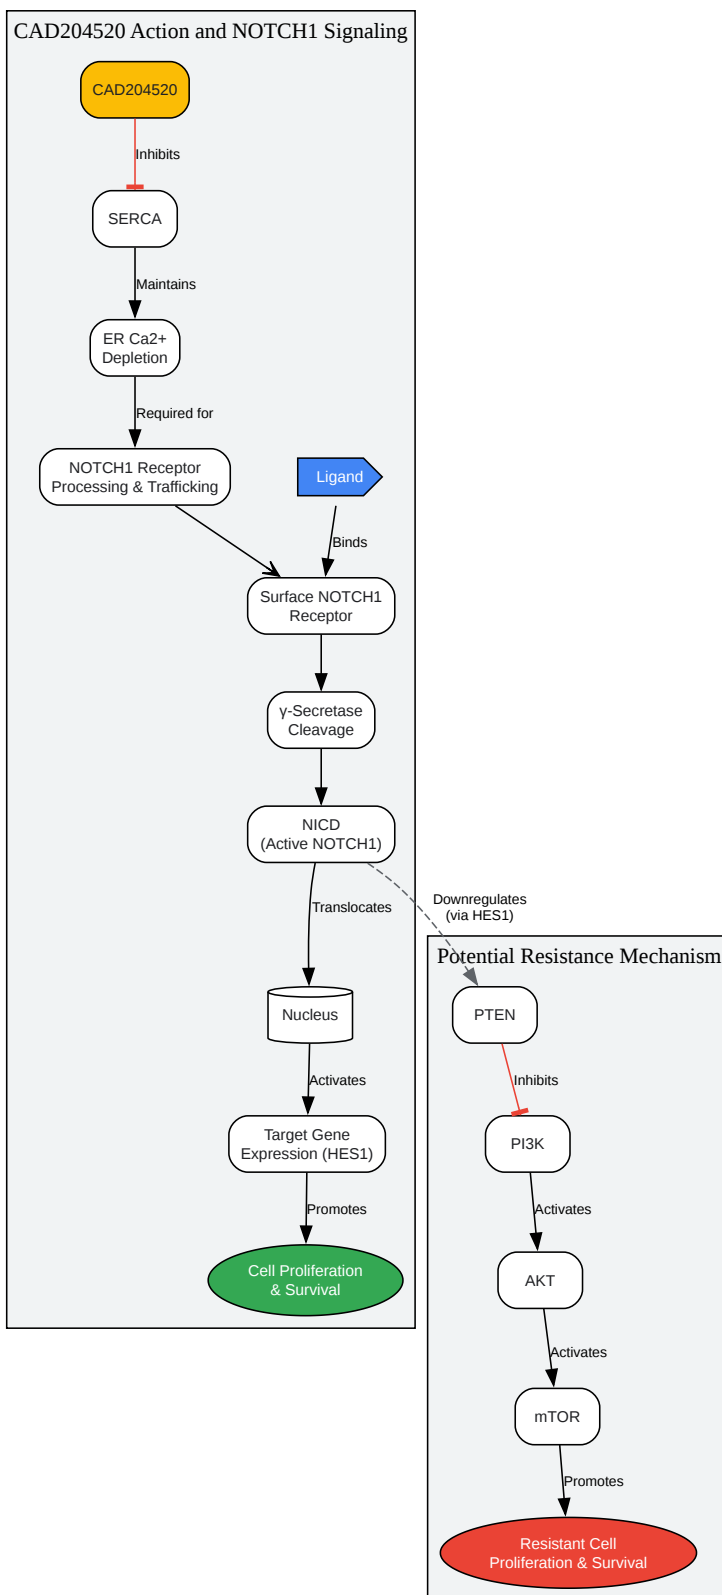 CAD204520 Action and NOTCH1 Signaling
CAD204520
Inhibits
SERCA
Maintains
ER Ca2+
Depletion
Required for
NOTCH1 Receptor
Processing & Trafficking
Ligand
Binds
Surface NOTCH1
Receptor
γ-Secretase
Cleavage
NICD
(Active NOTCH1)
Translocates
Nucleus
Activates
Target Gene
Expression (HES1)
Promotes
Cell Proliferation
& Survival
Downregulates
(via HES1)
Potential Resistance Mechanism
PTEN
Inhibits
PI3K
Activates
AKT
Activates
mTOR
Promotes
Resistant Cell
Proliferation & Survival